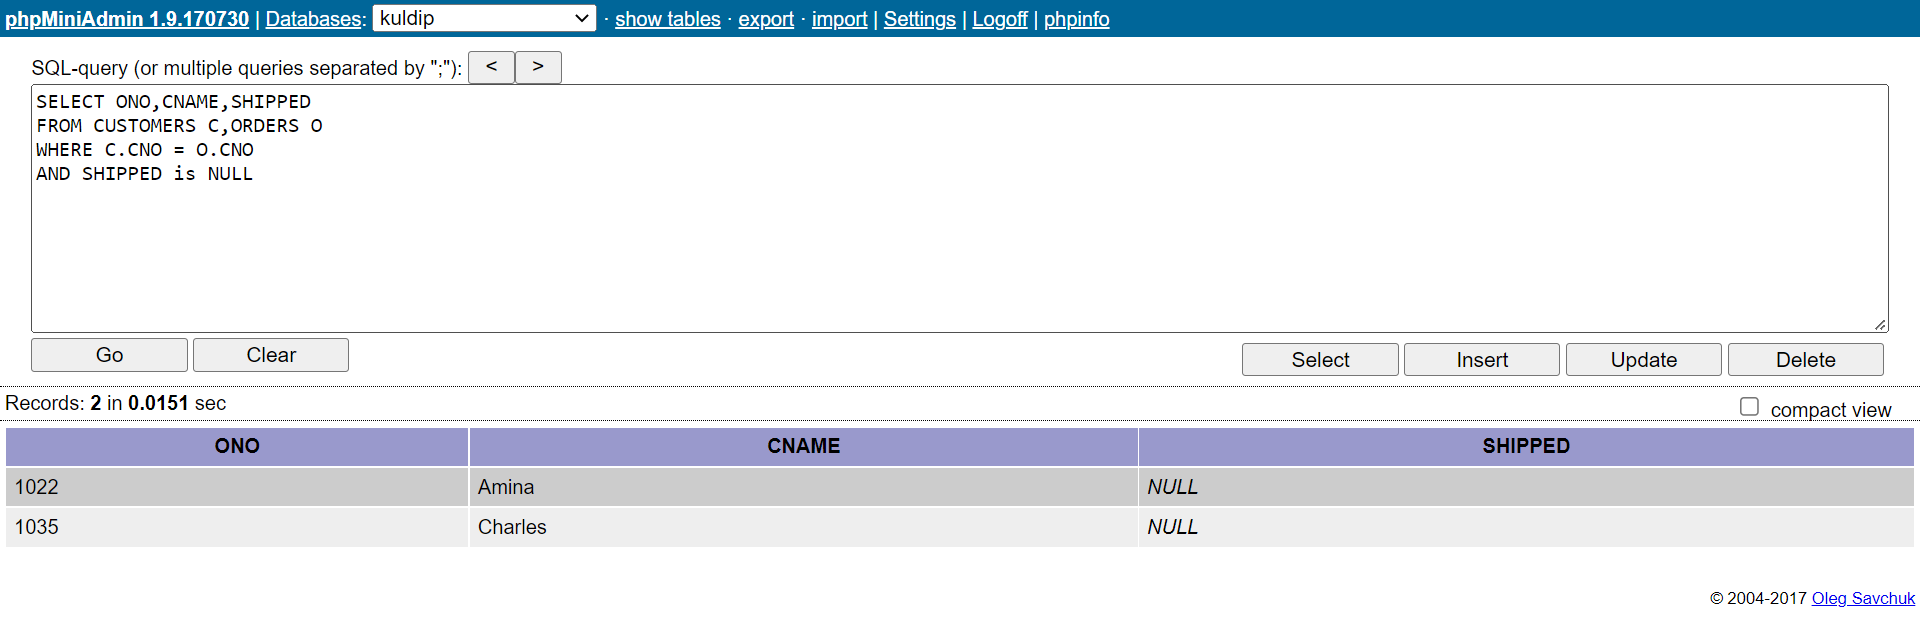 phpMiniAdmin 1.9.170730 | Databases: kuldip · show tables · export · import | Settings | Logoff | phpinfo
SQL-query (or multiple queries separated by ";"): < >
SELECT ONO,CNAME,SHIPPED
FROM CUSTOMERS C,ORDERS O
WHERE C.CNO = O.CNO
AND SHIPPED is NULL
Go Clear Select Insert Update Delete
Records: 2 in 0.0151 sec compact view
ONO CNAME SHIPPED
1022 Amina NULL
1035 Charles NULL
© 2004-2017 Oleg Savchuk